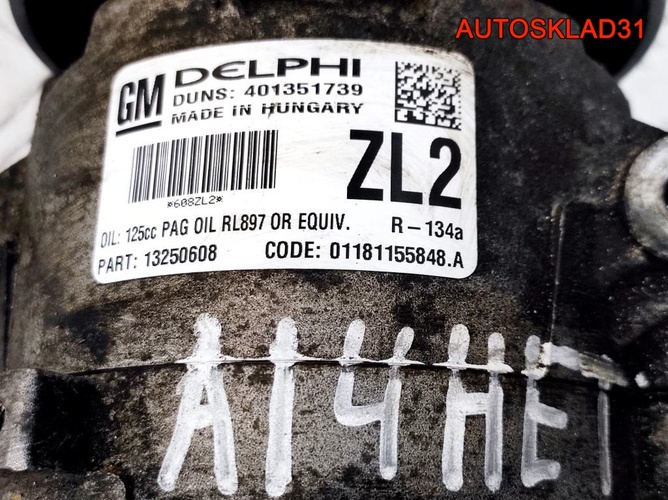 AUTOSKLAD31
GM DELPHI
DUNS: 401351739
MADE IN HUNGARY
*608ZL2*
ZL2
OIL: 125cc PAG OIL RL897 OR EQUIV. R-134a
PART: 13250608 CODE: 01181155848.A
A14HET